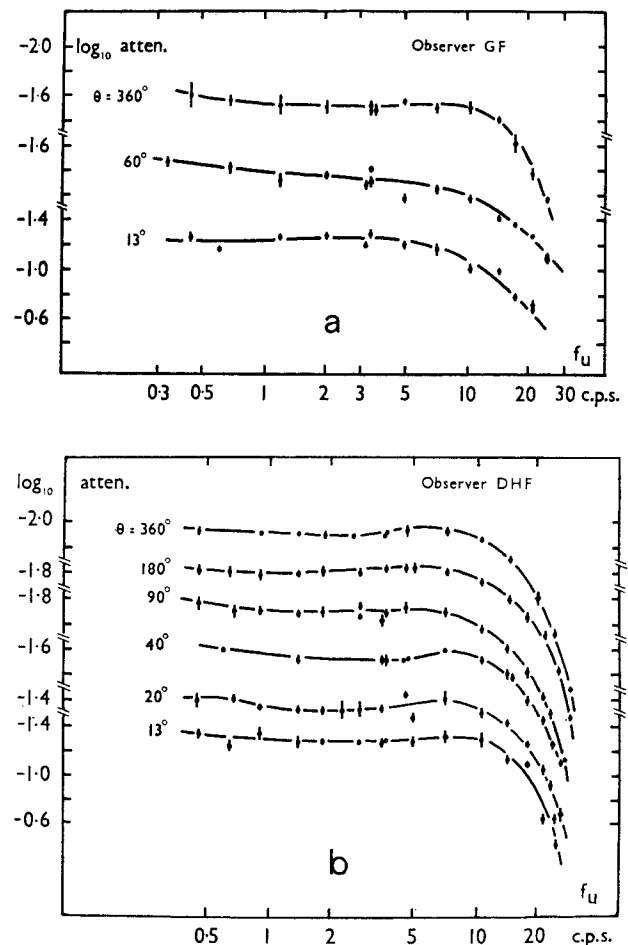 log10 atten. Observer GF
-2·0
-1·6
θ = 360°
-1·6
60°
-1·4
13°
-1·0
-0·6
a
fu
0·3 0·5 1 2 3 5 10 20 30 c.p.s.
log10 atten. Observer DHF
-2·0
θ = 360°
-1·8
180°
-1·8
90°
-1·6
40°
-1·4
20°
-1·4
13°
-1·0
-0·6
b
fu
0·5 1 2 5 10 20 c.p.s.